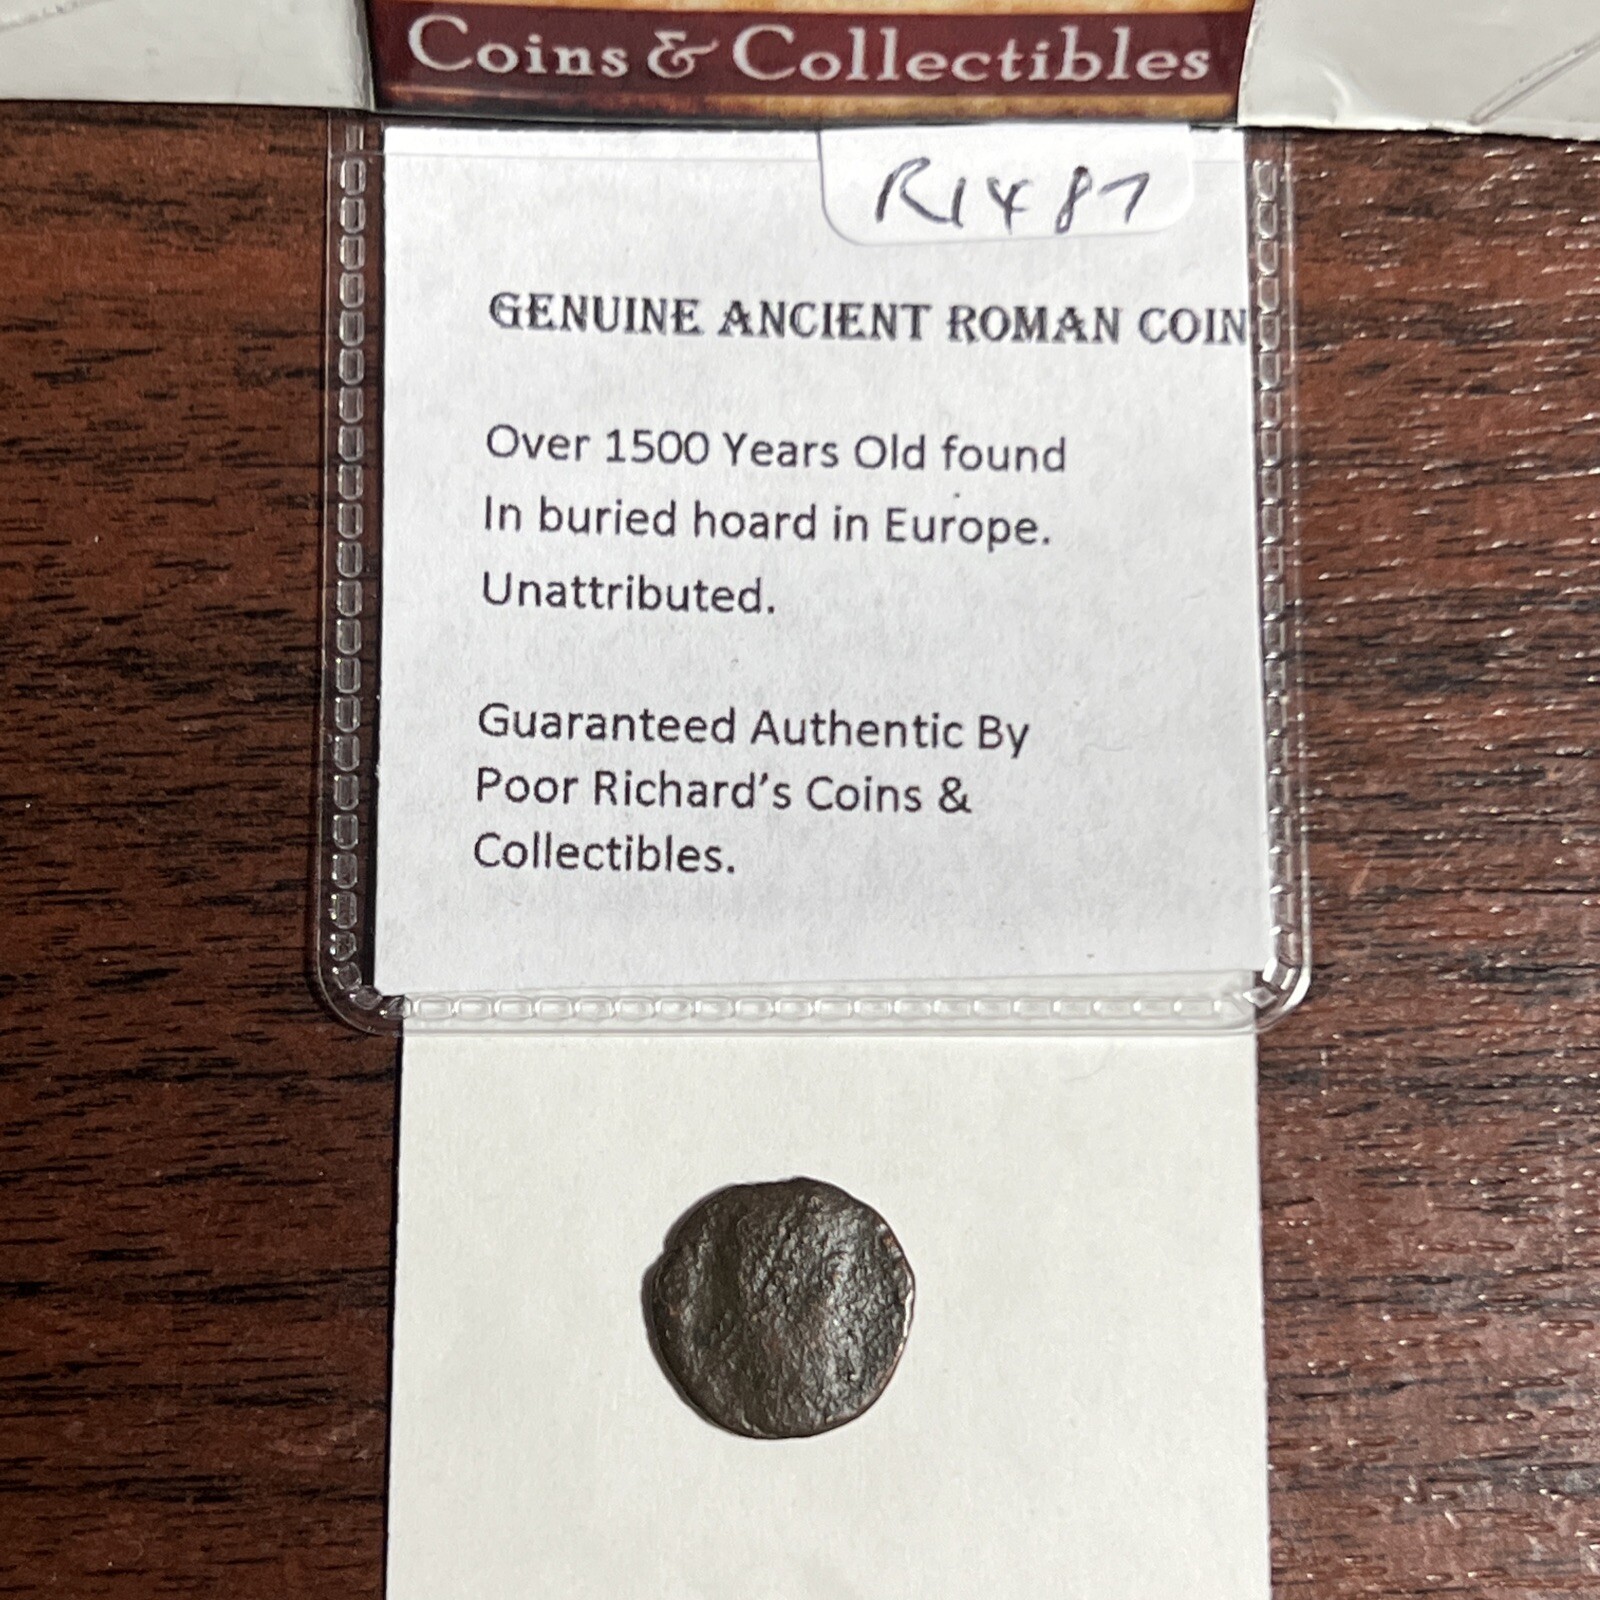 Coins & Collectibles
R1487
GENUINE ANCIENT ROMAN COIN
Over 1500 Years Old found
In buried hoard in Europe.
Unattributed.
Guaranteed Authentic By
Poor Richard's Coins &
Collectibles.